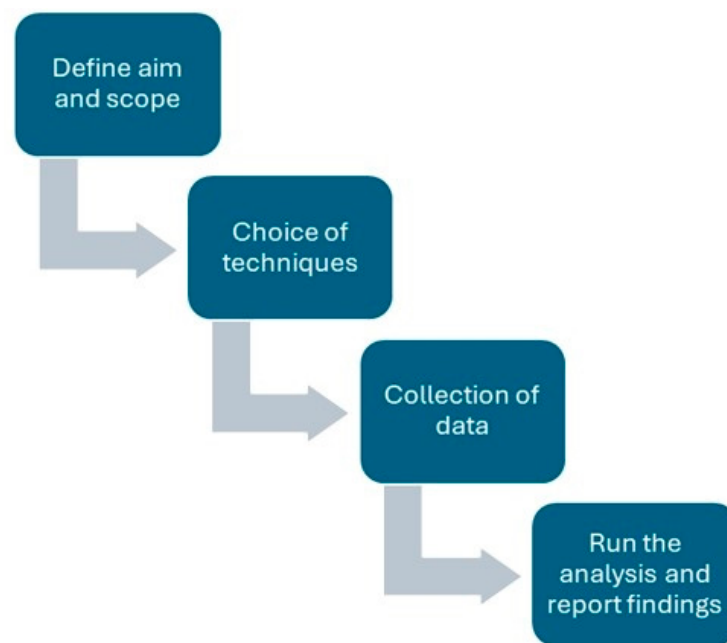 Define aim
and scope
Choice of
techniques
Collection of
data
Run the
analysis and
report findings